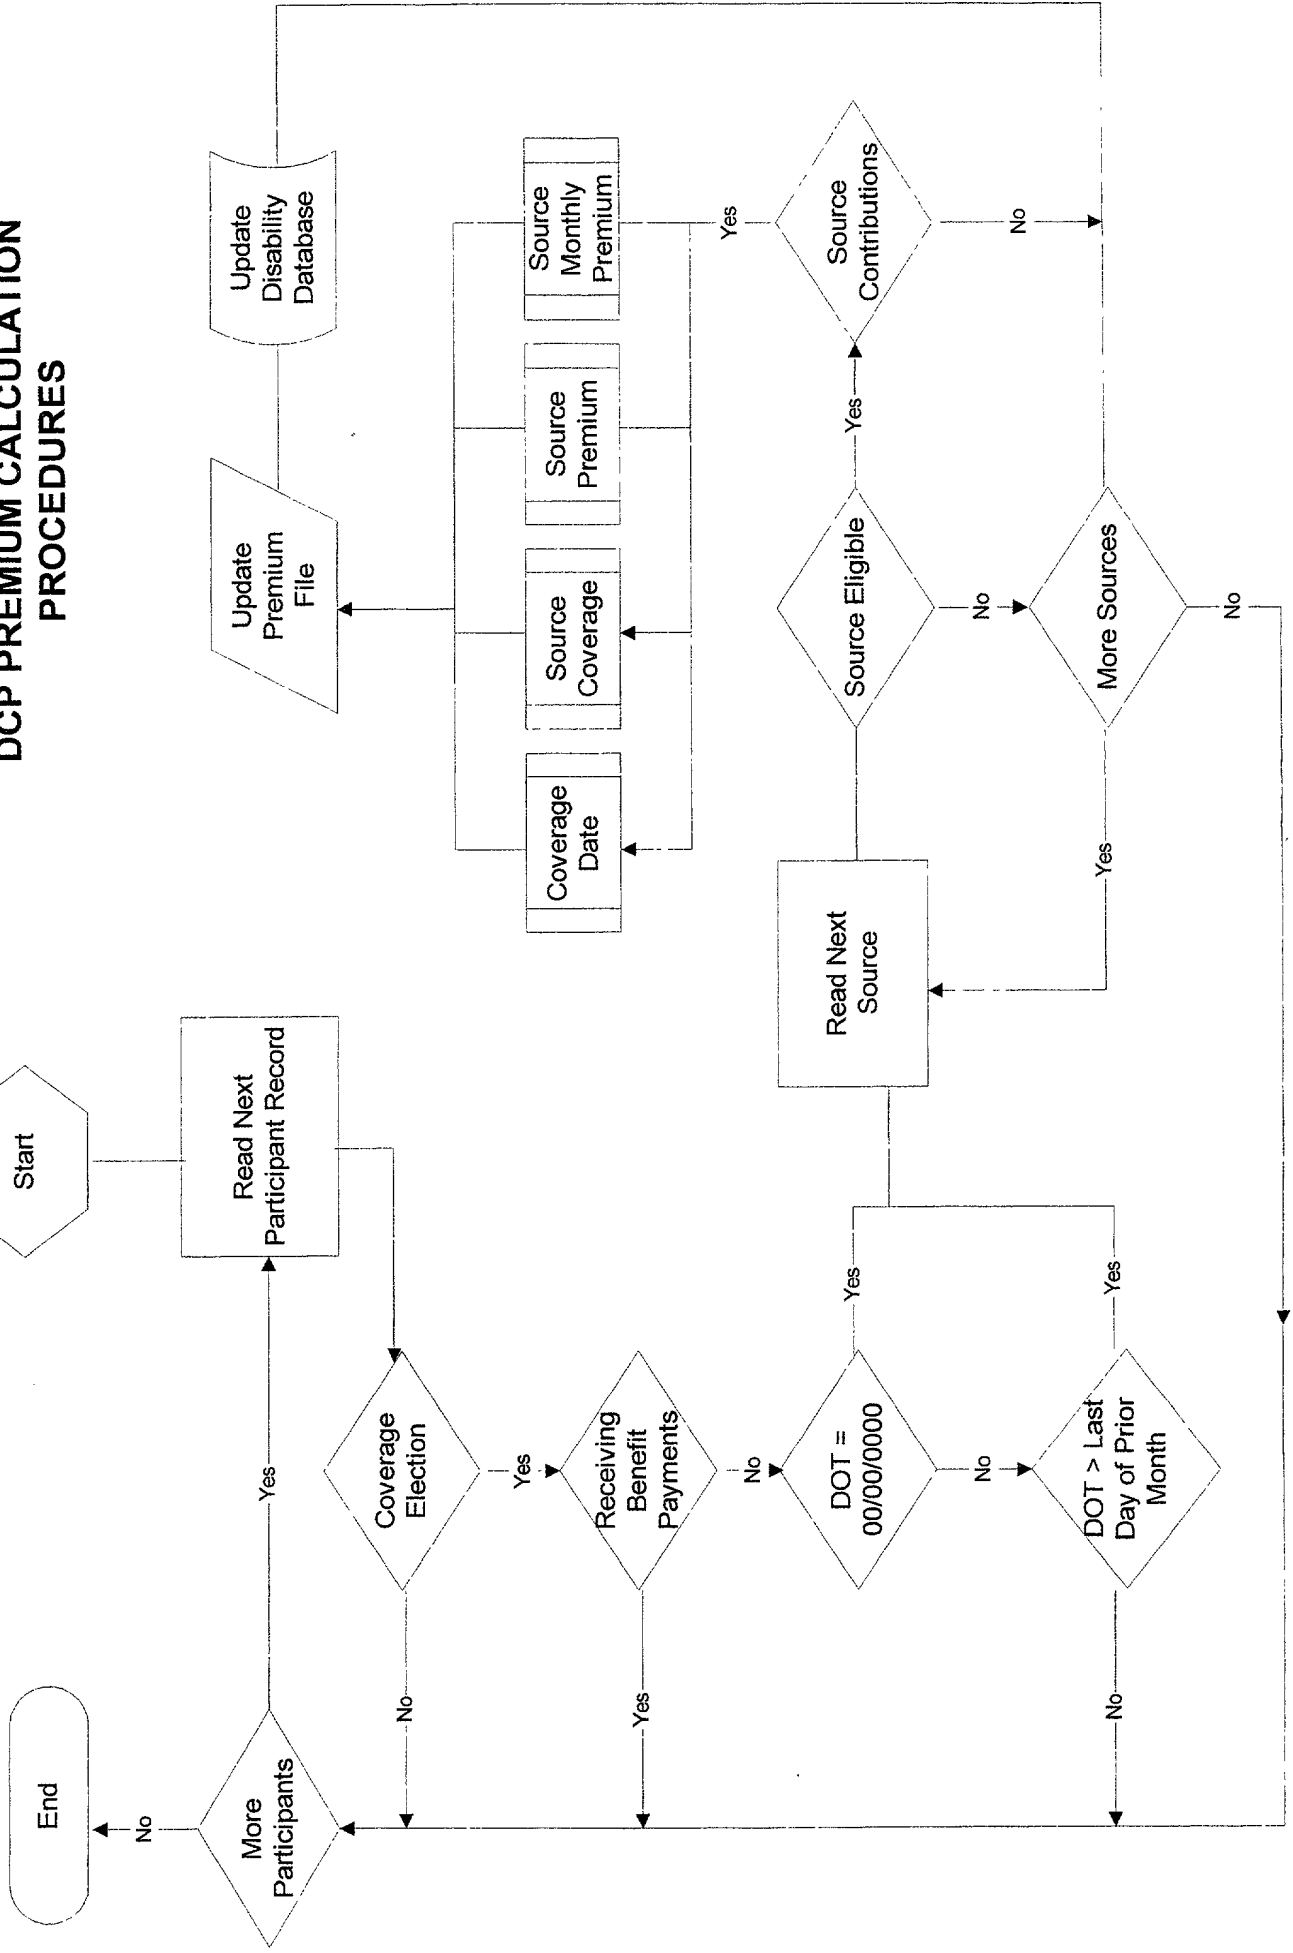 DCP PREMIUM CALCULATION
PROCEDURES
End
Start
No
More
Participants
Yes
Read Next
Participant Record
Update
Premium
File
Update
Disability
Database
No
Coverage
Election
Yes
Coverage
Date
Source
Coverage
Source
Premium
Source
Monthly
Premium
Yes
Receiving
Benefit
Payments
No
Yes
DOT =
00/00/0000
Yes
Read Next
Source
Source Eligible
Yes
Source
Contributions
No
No
No
No
DOT > Last
Day of Prior
Month
Yes
Yes
More Sources
No